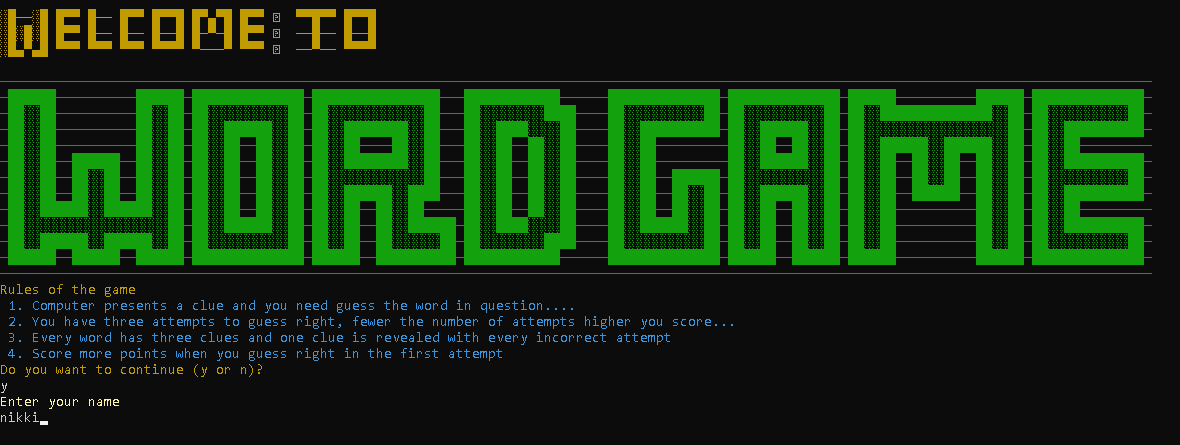 WELCOME TO
WORD GAME
Rules of the game
1. Computer presents a clue and you need guess the word in question....
2. You have three attempts to guess right, fewer the number of attempts higher you score...
3. Every word has three clues and one clue is revealed with every incorrect attempt
4. Score more points when you guess right in the first attempt
Do you want to continue (y or n)?
y
Enter your name
nikki